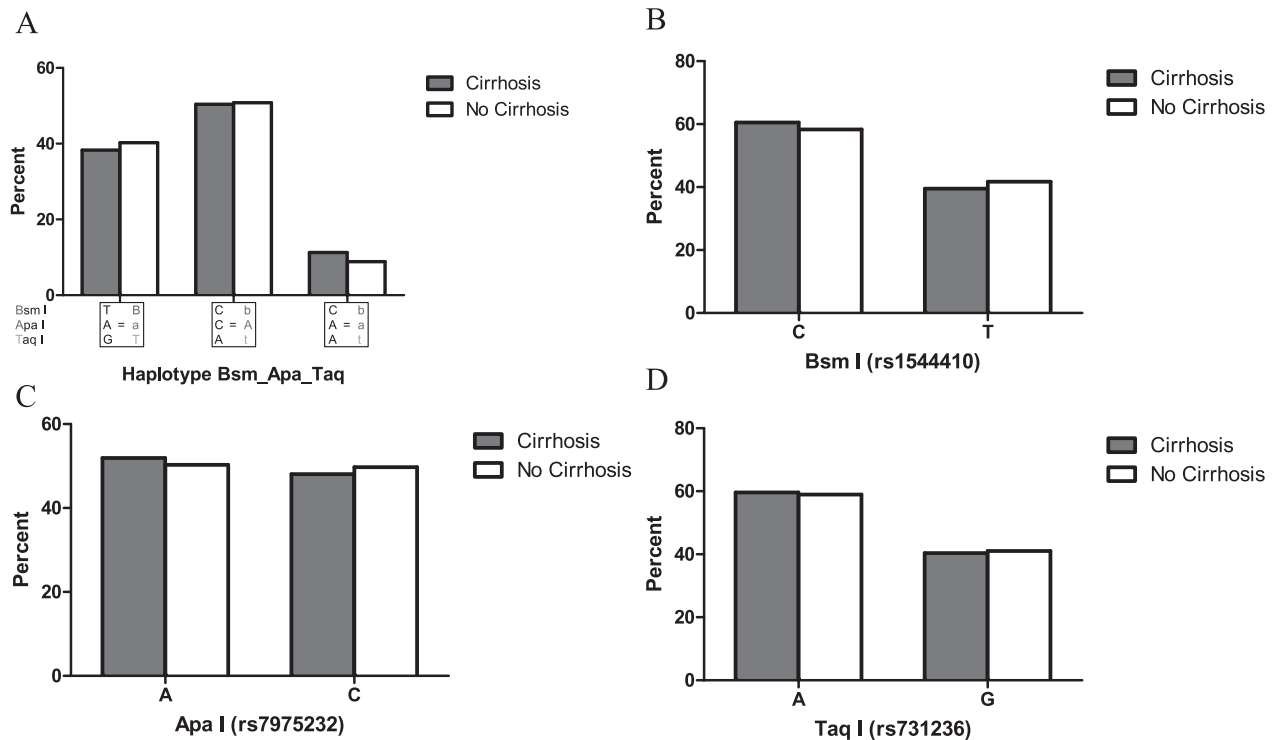 A
60
40
20
0
Percent
Cirrhosis
No Cirrhosis
Bsm I
Apa I
Taq I
T B
A = a
G T
C b
C = A
A t
C b
A = a
A t
Haplotype Bsm_Apa_Taq
B
80
60
40
20
0
Percent
Cirrhosis
No Cirrhosis
C T
Bsm I (rs1544410)
C
60
40
20
0
Percent
Cirrhosis
No Cirrhosis
A C
Apa I (rs7975232)
D
80
60
40
20
0
Percent
Cirrhosis
No Cirrhosis
A G
Taq I (rs731236)